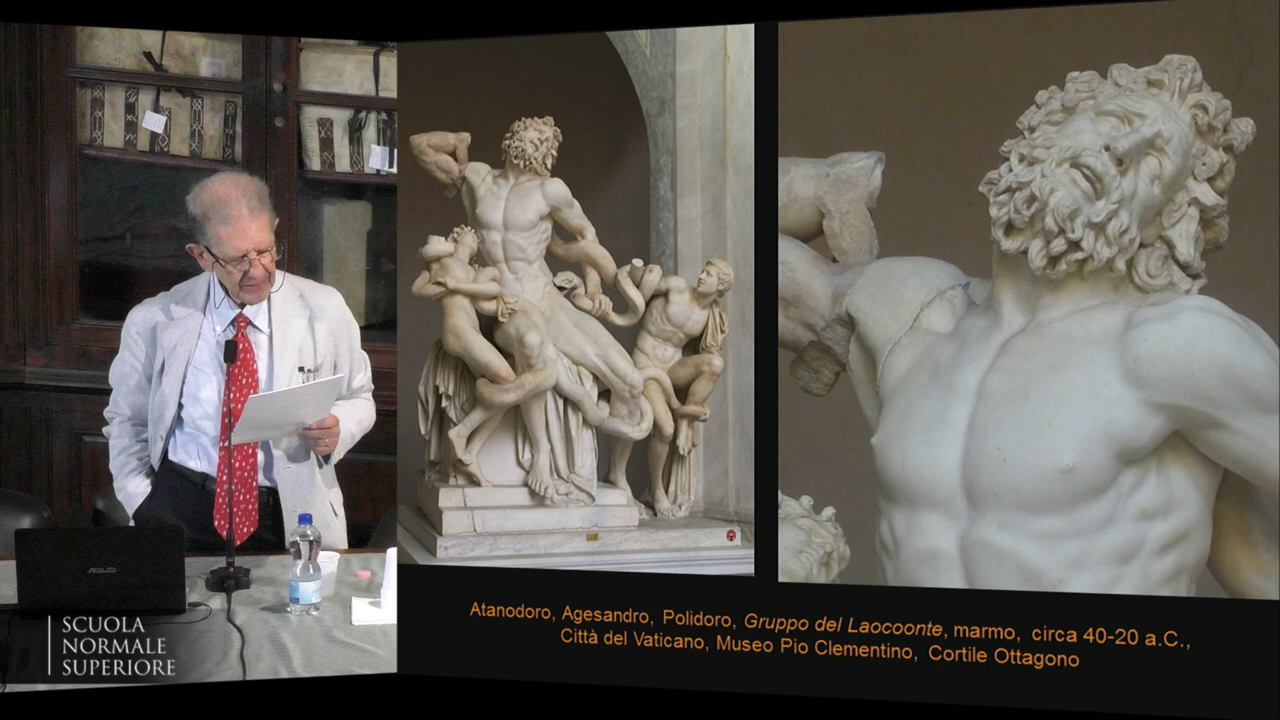 ASUS
SCUOLA
NORMALE
SUPERIORE
Atanodoro, Agesandro, Polidoro, Gruppo del Laocoonte, marmo, circa 40-20 a.C.,
Città del Vaticano, Museo Pio Clementino, Cortile Ottagono